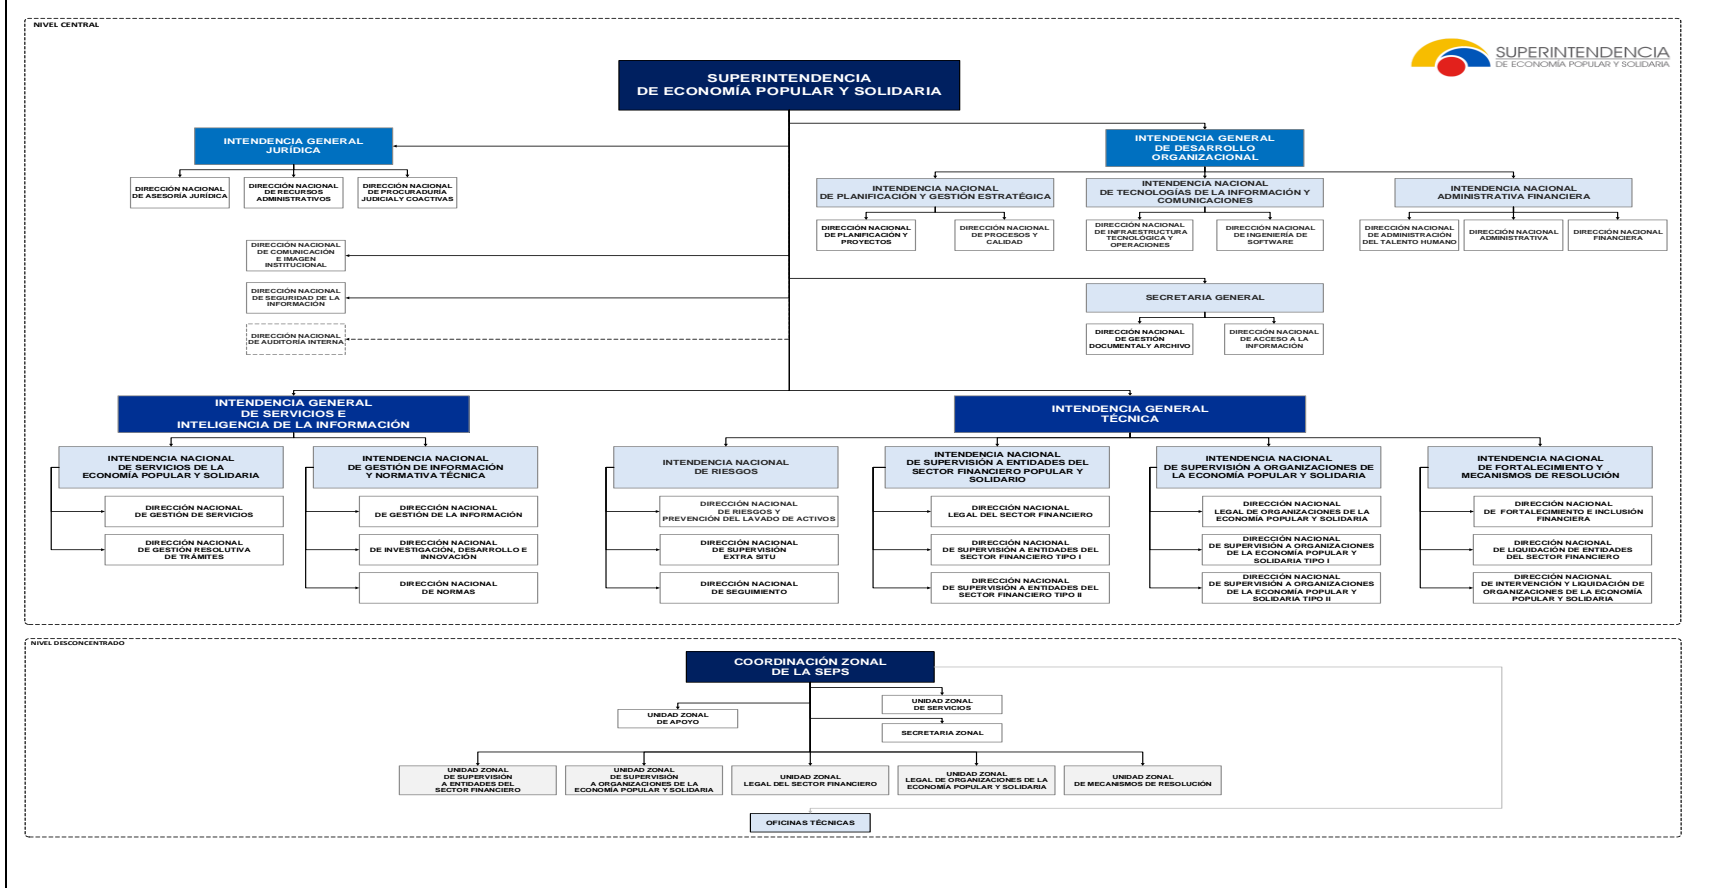 NIVEL CENTRAL
SUPERINTENDENCIA
DE ECONOMÍA POPULAR Y SOLIDARIA
SUPERINTENDENCIA
DE ECONOMÍA POPULAR Y SOLIDARIA
INTENDENCIA GENERAL
JURÍDICA
INTENDENCIA GENERAL
DE DESARROLLO
ORGANIZACIONAL
DIRECCIÓN NACIONAL
DE ASESORÍA JURÍDICA
DIRECCIÓN NACIONAL
DE RECURSOS
ADMINISTRATIVOS
DIRECCIÓN NACIONAL
DE PROCURADURÍA
JUDICIAL Y COACTIVAS
INTENDENCIA NACIONAL
DE PLANIFICACIÓN Y GESTIÓN ESTRATÉGICA
INTENDENCIA NACIONAL
DE TECNOLOGÍAS DE LA INFORMACIÓN Y
COMUNICACIONES
INTENDENCIA NACIONAL
ADMINISTRATIVA FINANCIERA
DIRECCIÓN NACIONAL
DE PLANIFICACIÓN Y
PROYECTOS
DIRECCIÓN NACIONAL
DE PROCESOS Y
CALIDAD
DIRECCIÓN NACIONAL
DE INFRAESTRUCTURA
TECNOLÓGICA Y
OPERACIONES
DIRECCIÓN NACIONAL
DE INGENIERÍA DE
SOFTWARE
DIRECCIÓN NACIONAL
DE ADMINISTRACIÓN
DEL TALENTO HUMANO
DIRECCIÓN NACIONAL
ADMINISTRATIVA
DIRECCIÓN NACIONAL
FINANCIERA
DIRECCIÓN NACIONAL
DE COMUNICACIÓN
E IMAGEN
INSTITUCIONAL
DIRECCIÓN NACIONAL
DE SEGURIDAD DE LA
INFORMACIÓN
DIRECCIÓN NACIONAL
DE AUDITORÍA INTERNA
SECRETARIA GENERAL
DIRECCIÓN NACIONAL
DE GESTIÓN
DOCUMENTAL Y ARCHIVO
DIRECCIÓN NACIONAL
DE ACCESO A LA
INFORMACIÓN
INTENDENCIA GENERAL
DE SERVICIOS E
INTELIGENCIA DE LA INFORMACIÓN
INTENDENCIA GENERAL
TÉCNICA
INTENDENCIA NACIONAL
DE SERVICIOS DE LA
ECONOMÍA POPULAR Y SOLIDARIA
INTENDENCIA NACIONAL
DE GESTIÓN DE INFORMACIÓN
Y NORMATIVA TÉCNICA
INTENDENCIA NACIONAL
DE RIESGOS
INTENDENCIA NACIONAL
DE SUPERVISIÓN A ENTIDADES DEL
SECTOR FINANCIERO POPULAR Y
SOLIDARIO
INTENDENCIA NACIONAL
DE SUPERVISIÓN A ORGANIZACIONES DE
LA ECONOMÍA POPULAR Y SOLIDARIA
INTENDENCIA NACIONAL
DE FORTALECIMIENTO Y
MECANISMOS DE RESOLUCIÓN
DIRECCIÓN NACIONAL
DE GESTIÓN DE SERVICIOS
DIRECCIÓN NACIONAL
DE GESTIÓN RESOLUTIVA
DE TRÁMITES
DIRECCIÓN NACIONAL
DE GESTIÓN DE LA INFORMACIÓN
DIRECCIÓN NACIONAL
DE INVESTIGACIÓN, DESARROLLO E
INNOVACIÓN
DIRECCIÓN NACIONAL
DE NORMAS
DIRECCIÓN NACIONAL
DE RIESGOS Y
PREVENCIÓN DEL LAVADO DE ACTIVOS
DIRECCIÓN NACIONAL
DE SUPERVISIÓN
EXTRA SITU
DIRECCIÓN NACIONAL
DE SEGUIMIENTO
DIRECCIÓN NACIONAL
LEGAL DEL SECTOR FINANCIERO
DIRECCIÓN NACIONAL
DE SUPERVISIÓN A ENTIDADES DEL
SECTOR FINANCIERO TIPO I
DIRECCIÓN NACIONAL
DE SUPERVISIÓN A ENTIDADES DEL
SECTOR FINANCIERO TIPO II
DIRECCIÓN NACIONAL
LEGAL DE ORGANIZACIONES DE LA
ECONOMÍA POPULAR Y SOLIDARIA
DIRECCIÓN NACIONAL
DE SUPERVISIÓN A ORGANIZACIONES
DE LA ECONOMÍA POPULAR Y
SOLIDARIA TIPO I
DIRECCIÓN NACIONAL
DE SUPERVISIÓN A ORGANIZACIONES
DE LA ECONOMÍA POPULAR Y
SOLIDARIA TIPO II
DIRECCIÓN NACIONAL
DE FORTALECIMIENTO E INCLUSIÓN
FINANCIERA
DIRECCIÓN NACIONAL
DE LIQUIDACIÓN DE ENTIDADES
DEL SECTOR FINANCIERO
DIRECCIÓN NACIONAL
DE INTERVENCIÓN Y LIQUIDACIÓN DE
ORGANIZACIONES DE LA ECONOMÍA
POPULAR Y SOLIDARIA
NIVEL DESCONCENTRADO
COORDINACIÓN ZONAL
DE LA SEPS
UNIDAD ZONAL
DE APOYO
UNIDAD ZONAL
DE SERVICIOS
SECRETARIA ZONAL
UNIDAD ZONAL
DE SUPERVISIÓN
A ENTIDADES DEL
SECTOR FINANCIERO
UNIDAD ZONAL
DE SUPERVISIÓN
A ORGANIZACIONES DE LA
ECONOMÍA POPULAR Y SOLIDARIA
UNIDAD ZONAL
LEGAL DEL SECTOR FINANCIERO
UNIDAD ZONAL
LEGAL DE ORGANIZACIONES DE LA
ECONOMÍA POPULAR Y SOLIDARIA
UNIDAD ZONAL
DE MECANISMOS DE RESOLUCIÓN
OFICINAS TÉCNICAS